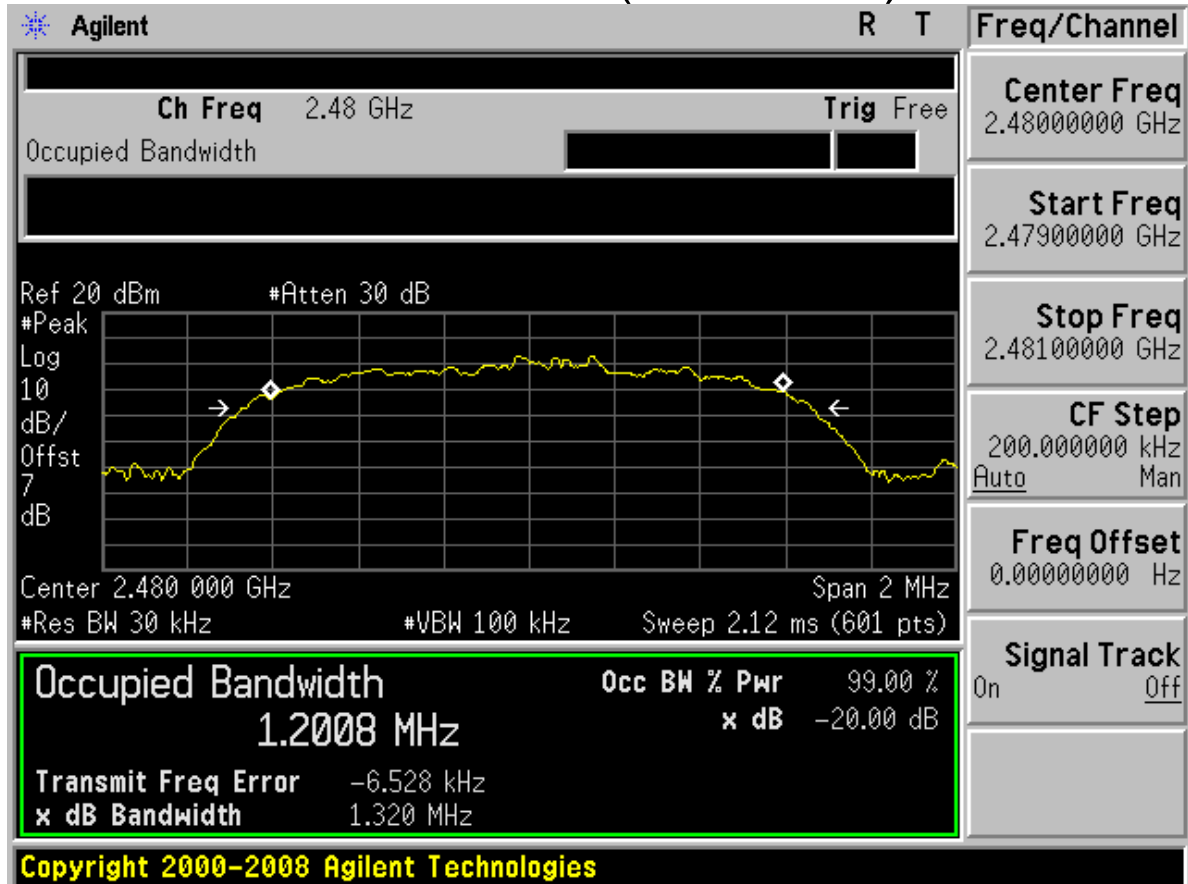 Agilent R T Freq/Channel
Ch Freq 2.48 GHz Trig Free
Occupied Bandwidth
Center Freq
2.48000000 GHz
Start Freq
2.47900000 GHz
Stop Freq
2.48100000 GHz
CF Step
200.000000 kHz
Auto Man
Freq Offset
0.00000000 Hz
Signal Track
On Off
Ref 20 dBm #Atten 30 dB
#Peak
Log
10
dB/
Offst
7
dB
Center 2.480 000 GHz Span 2 MHz
#Res BW 30 kHz #VBW 100 kHz Sweep 2.12 ms (601 pts)
Occupied Bandwidth Occ BW % Pwr 99.00 %
1.2008 MHz x dB -20.00 dB
Transmit Freq Error -6.528 kHz
x dB Bandwidth 1.320 MHz
Copyright 2000-2008 Agilent Technologies